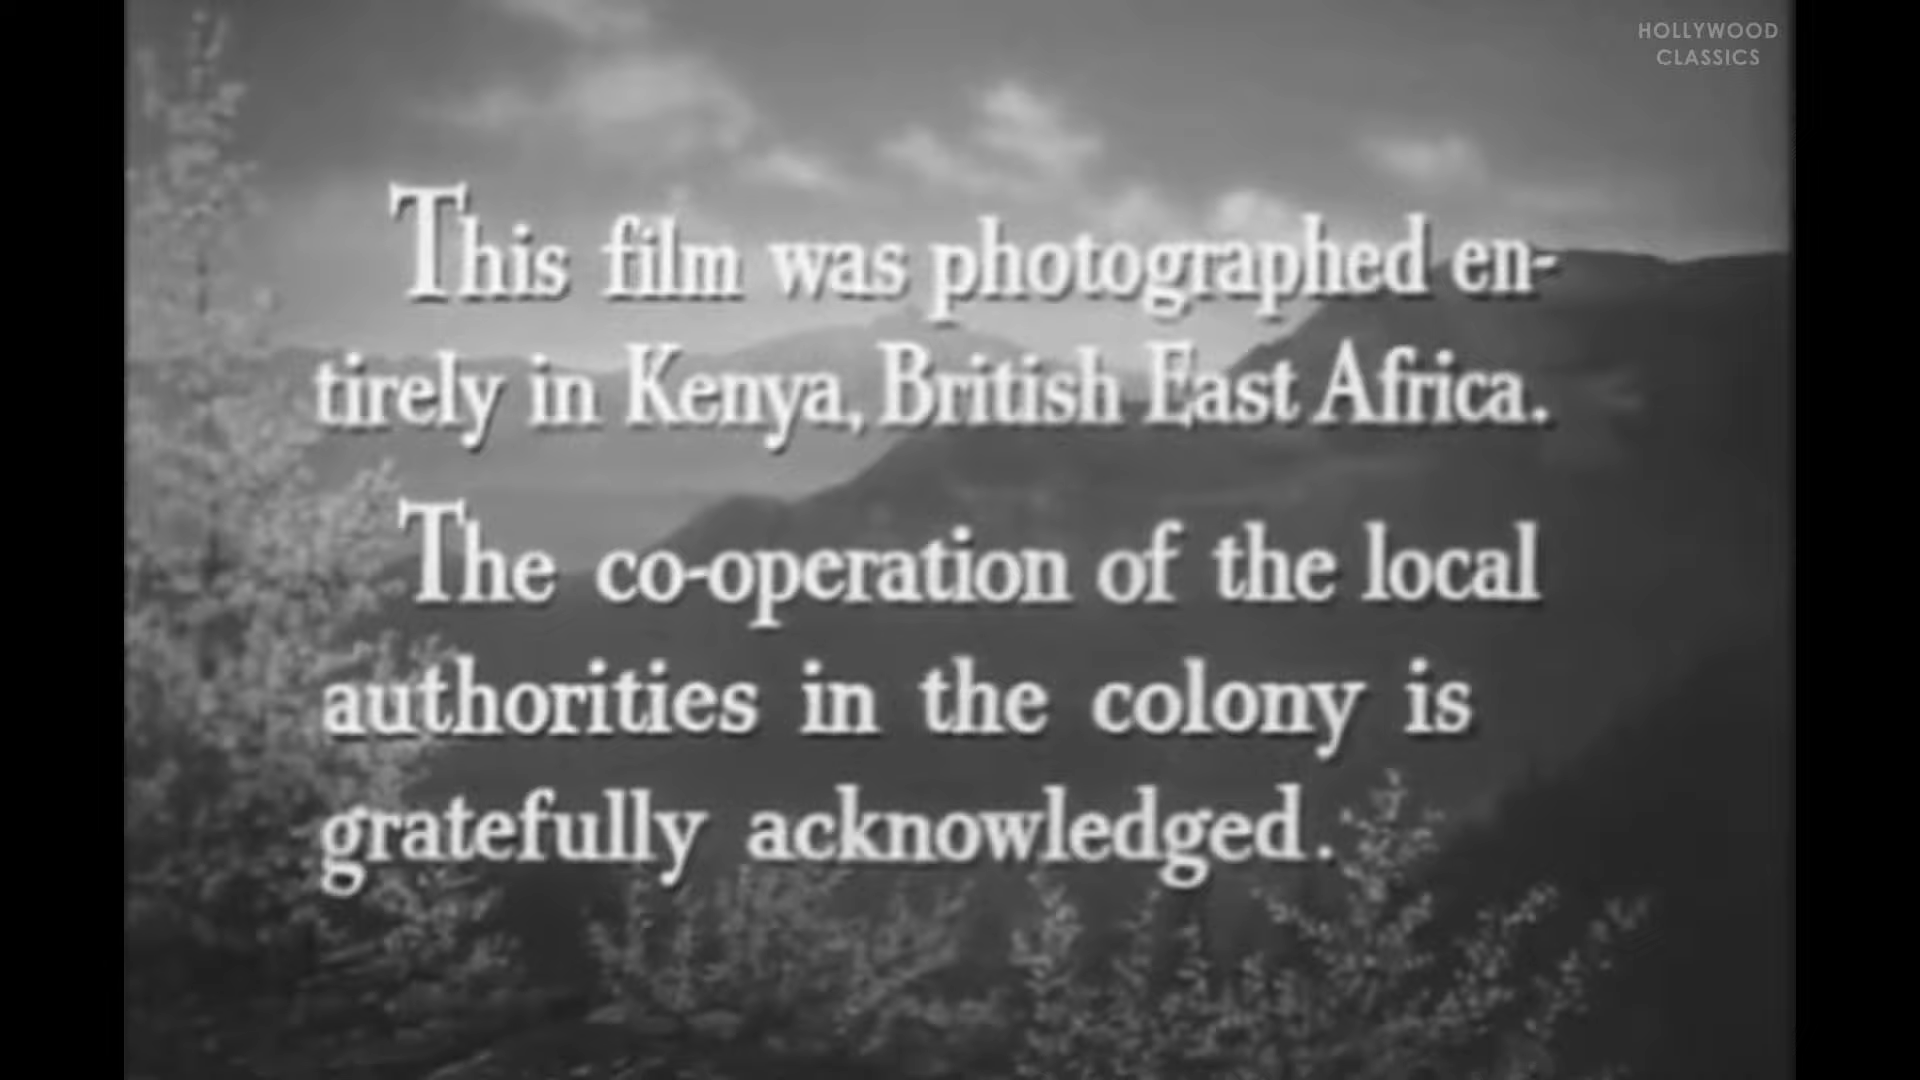 HOLLYWOOD
CLASSICS
This film was photographed en-
tirely in Kenya, British East Africa.
The co-operation of the local
authorities in the colony is
gratefully acknowledged.